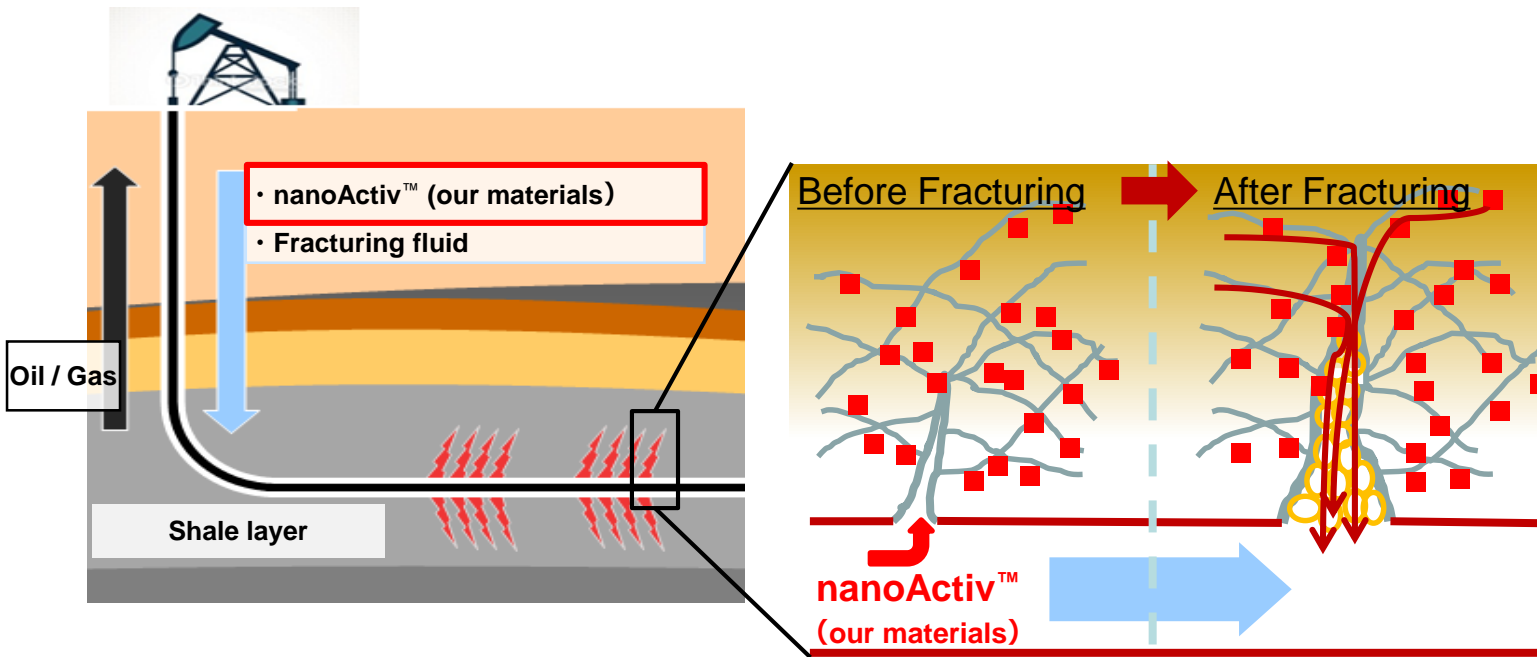 ・ nanoActiv™ (our materials）
・ Fracturing fluid
Oil / Gas
Shale layer
Before Fracturing
After Fracturing
nanoActiv™
（our materials）